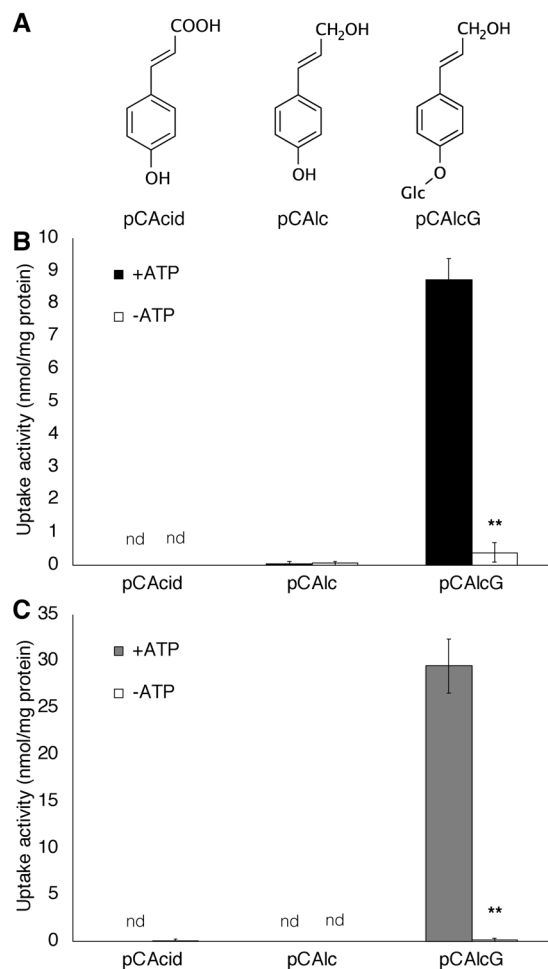 A
COOH
CH2OH
CH2OH
OH
OH
O
Glc
pCAcid pCAlc pCAlcG
B
Uptake activity (nmol/mg protein)
10
9
8
7
6
5
4
3
2
1
0
+ATP
-ATP
nd nd
**
pCAcid pCAlc pCAlcG
C
Uptake activity (nmol/mg protein)
35
30
25
20
15
10
5
0
+ATP
-ATP
nd nd nd
**
pCAcid pCAlc pCAlcG